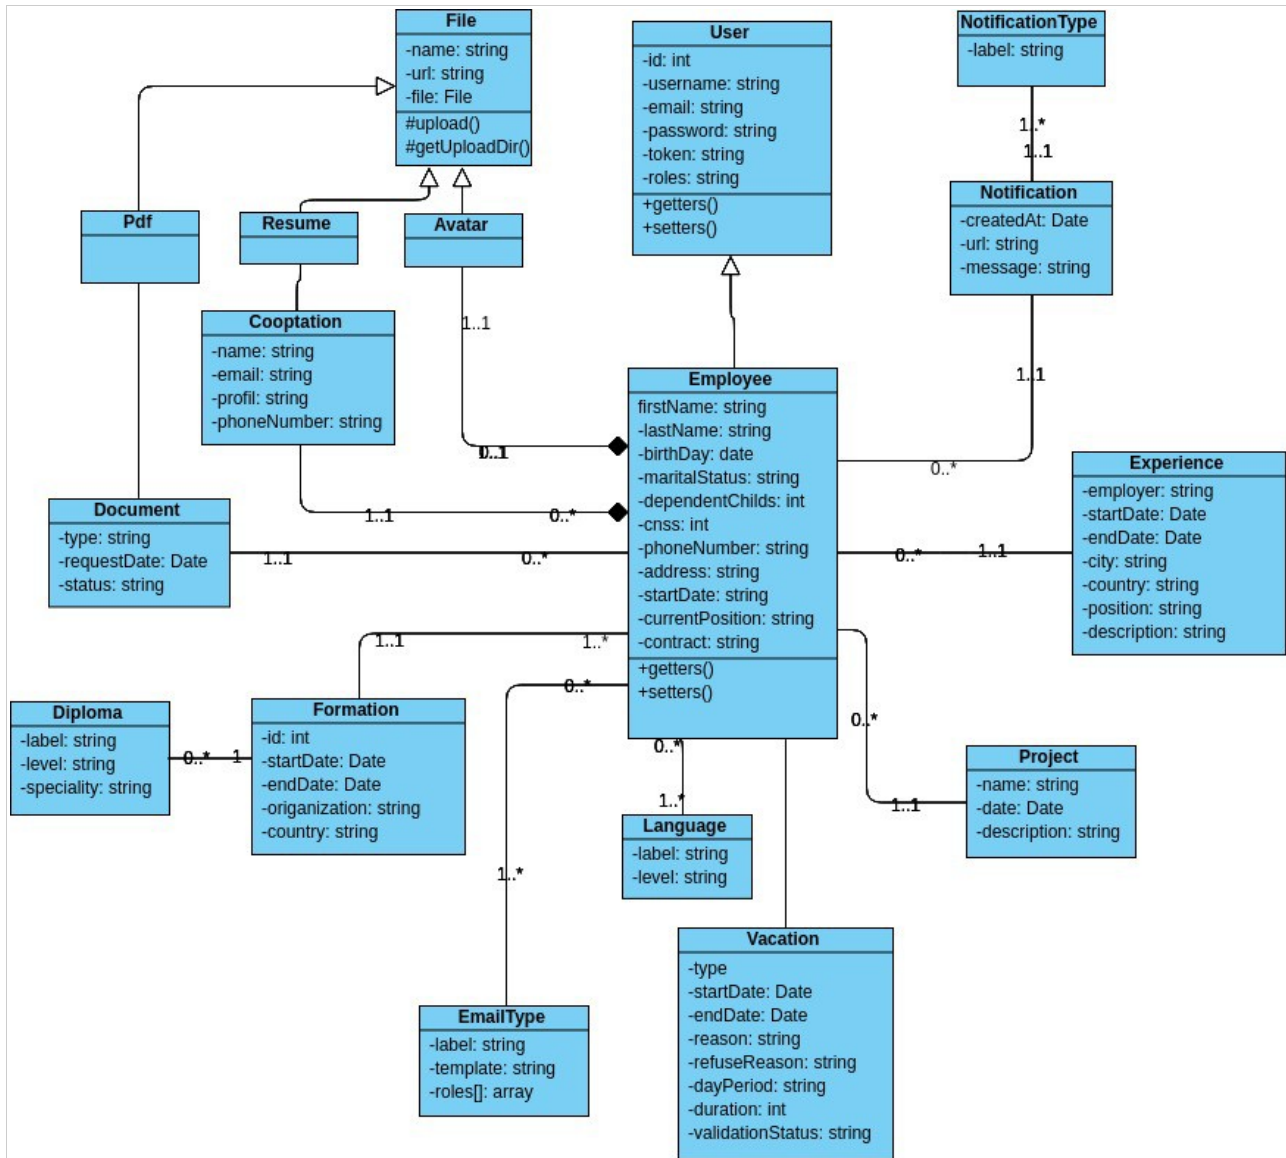 File
-name: string
-url: string
-file: File
#upload()
#getUploadDir()
User
-id: int
-username: string
-email: string
-password: string
-token: string
-roles: string
+getters()
+setters()
NotificationType
-label: string
1..*
1..1
Notification
-createdAt: Date
-url: string
-message: string
1..1
0..*
Pdf
Resume
Avatar
1..1
0..1
Cooptation
-name: string
-email: string
-profil: string
-phoneNumber: string
1..1
0..*
Employee
firstName: string
-lastName: string
-birthDay: date
-maritalStatus: string
-dependentChilds: int
-cnss: int
-phoneNumber: string
-address: string
-startDate: string
-currentPosition: string
-contract: string
+getters()
+setters()
Experience
-employer: string
-startDate: Date
-endDate: Date
-city: string
-country: string
-position: string
-description: string
0..*
1..1
Document
-type: string
-requestDate: Date
-status: string
1..1
0..*
1..1
1..*
0..*
Diploma
-label: string
-level: string
-speciality: string
0..*
1
Formation
-id: int
-startDate: Date
-endDate: Date
-origanization: string
-country: string
0..*
1..*
Language
-label: string
-level: string
0..*
1..1
Project
-name: string
-date: Date
-description: string
1..*
EmailType
-label: string
-template: string
-roles[]: array
Vacation
-type
-startDate: Date
-endDate: Date
-reason: string
-refuseReason: string
-dayPeriod: string
-duration: int
-validationStatus: string